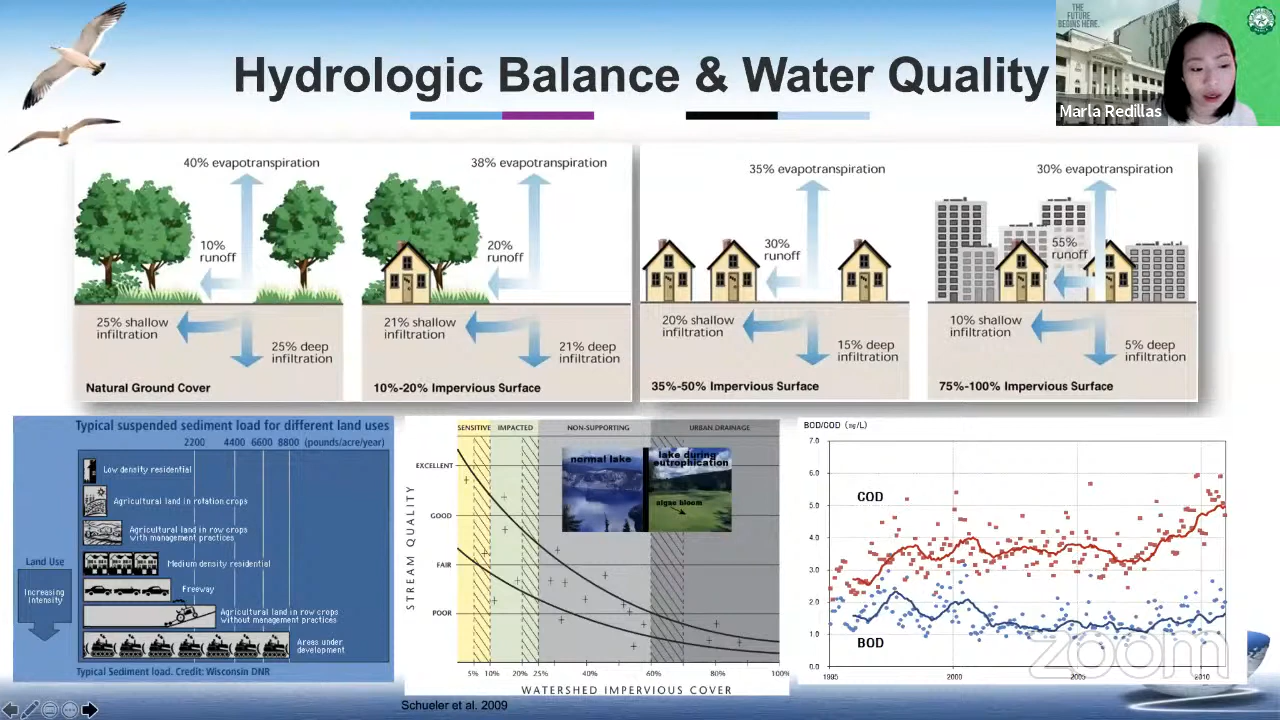 THE
FUTURE
BEGINS HERE.
Hydrologic Balance & Water Quality
Marla Redillas
40% evapotranspiration
10%
runoff
25% shallow
infiltration
25% deep
infiltration
Natural Ground Cover
38% evapotranspiration
20%
runoff
21% shallow
infiltration
21% deep
infiltration
10%-20% Impervious Surface
35% evapotranspiration
30%
runoff
20% shallow
infiltration
15% deep
infiltration
35%-50% Impervious Surface
30% evapotranspiration
55%
runoff
10% shallow
infiltration
5% deep
infiltration
75%-100% Impervious Surface
Typical suspended sediment load for different land uses
2200 4400 6600 8800 (pounds/acre/year)
Low density residential
Agricultural land in rotation crops
Agricultural land in row crops
with management practices
Medium density residential
Freeway
Agricultural land in row crops
without management practices
Areas under
development
Land Use
Increasing
Intensity
Typical Sediment load. Credit: Wisconsin DNR
SENSITIVE IMPACTED NON-SUPPORTING URBAN DRAINAGE
normal lake
lake during
eutrophication
algae bloom
STREAM QUALITY
EXCELLENT
GOOD
FAIR
POOR
5% 10% 20% 25% 40% 60% 80% 100%
WATERSHED IMPERVIOUS COVER
Schueler et al. 2009
BOD/COD (mg/L)
7.0
6.0
5.0
4.0
3.0
2.0
1.0
0.0
COD
BOD
1995 2000 2005 2010
zoom